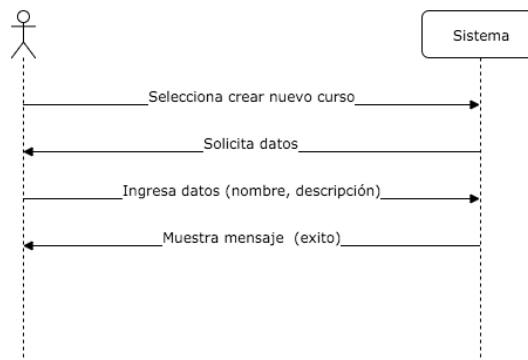 Sistema
Selecciona crear nuevo curso
Solicita datos
Ingresa datos (nombre, descripción)
Muestra mensaje (exito)